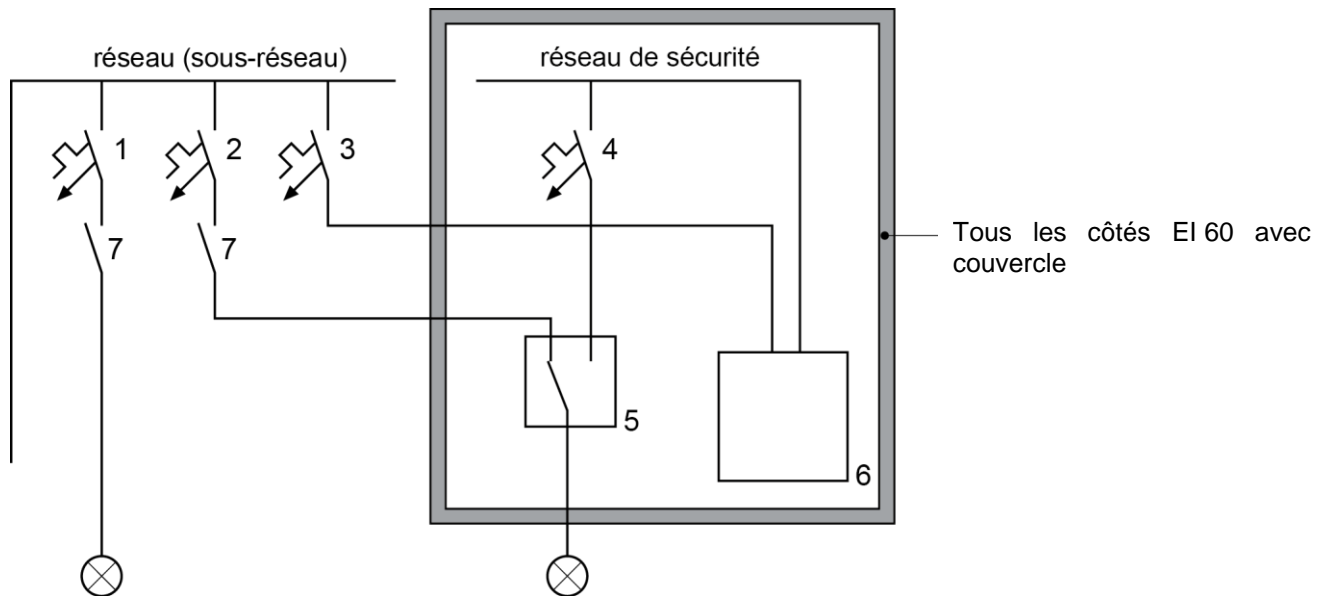 réseau (sous-réseau)
réseau de sécurité
1
2
3
4
7
7
Tous les côtés EI 60 avec
couvercle
5
6